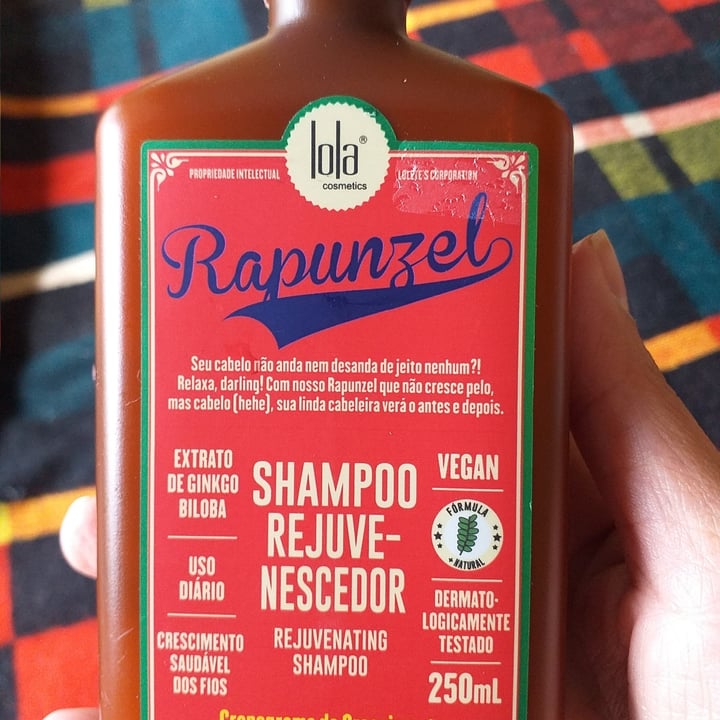 lola®
cosmetics
PROPRIEDADE INTELECTUAL
LOLETE'S CORPORATION
Rapunzel
Seu cabelo não anda nem desanda de jeito nenhum?!
Relaxa, darling! Com nosso Rapunzel que não cresce pelo,
mas cabelo (hehe), sua linda cabeleira verá o antes e depois.
EXTRATO
DE GINKGO
BILOBA
USO
DIÁRIO
CRESCIMENTO
SAUDÁVEL
DOS FIOS
SHAMPOO
REJUVE-
NESCEDOR
REJUVENATING
SHAMPOO
VEGAN
FÓRMULA
NATURAL
DERMATO-
LOGICAMENTE
TESTADO
250mL